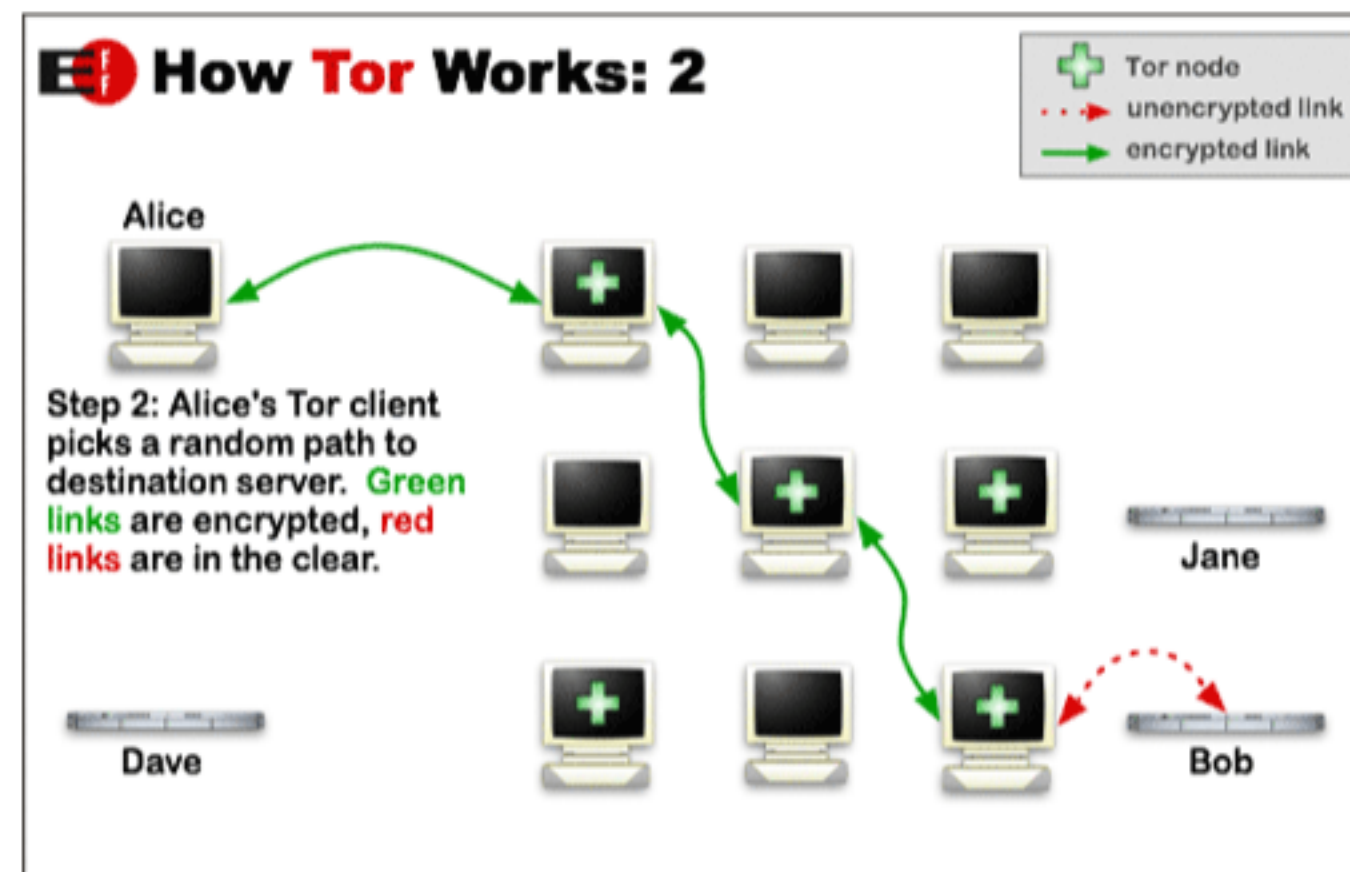 EFF How Tor Works: 2
Tor node
unencrypted link
encrypted link
Alice
Step 2: Alice's Tor client
picks a random path to
destination server. Green
links are encrypted, red
links are in the clear.
Jane
Dave
Bob